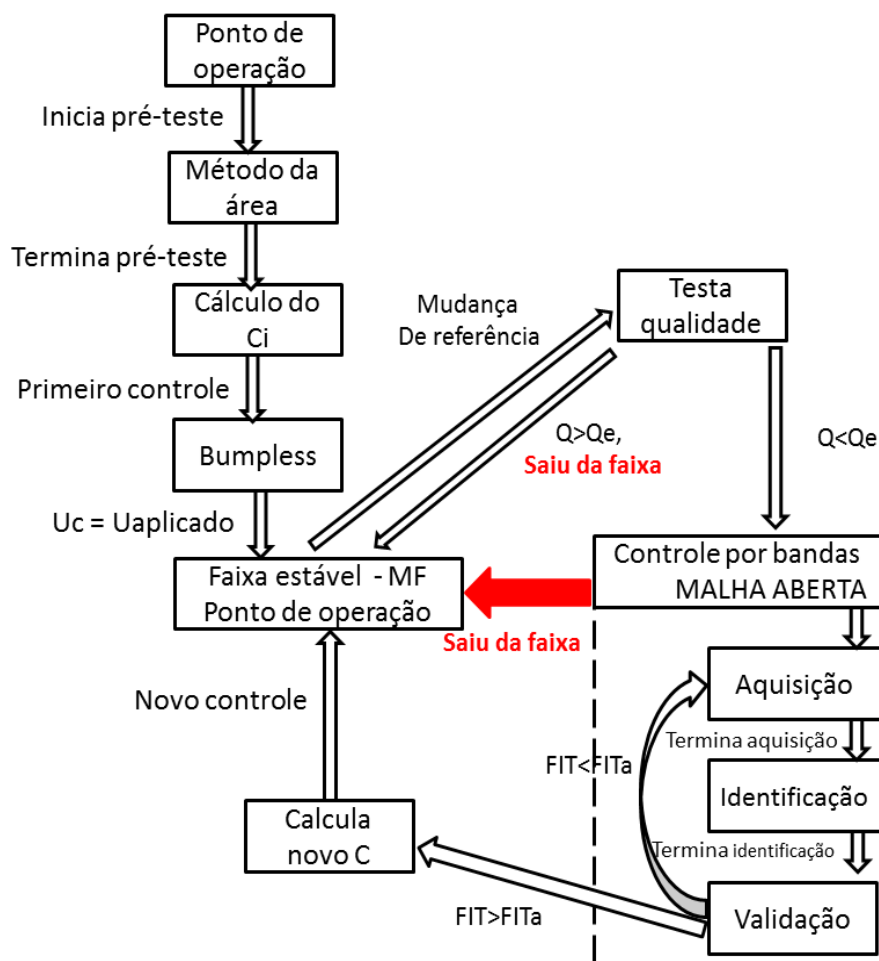 Ponto de
operação
Inicia pré-teste
Método da
área
Termina pré-teste
Cálculo do
Ci
Primeiro controle
Bumpless
Uc = Uaplicado
Faixa estável - MF
Ponto de operação
Mudança
De referência
Testa
qualidade
Q>Qe,
Saiu da faixa
Q<Qe
Controle por bandas
MALHA ABERTA
Saiu da faixa
Aquisição
Termina aquisição
FIT<FITa
Identificação
Termina identificação
Validação
FIT>FITa
Calcula
novo C
Novo controle